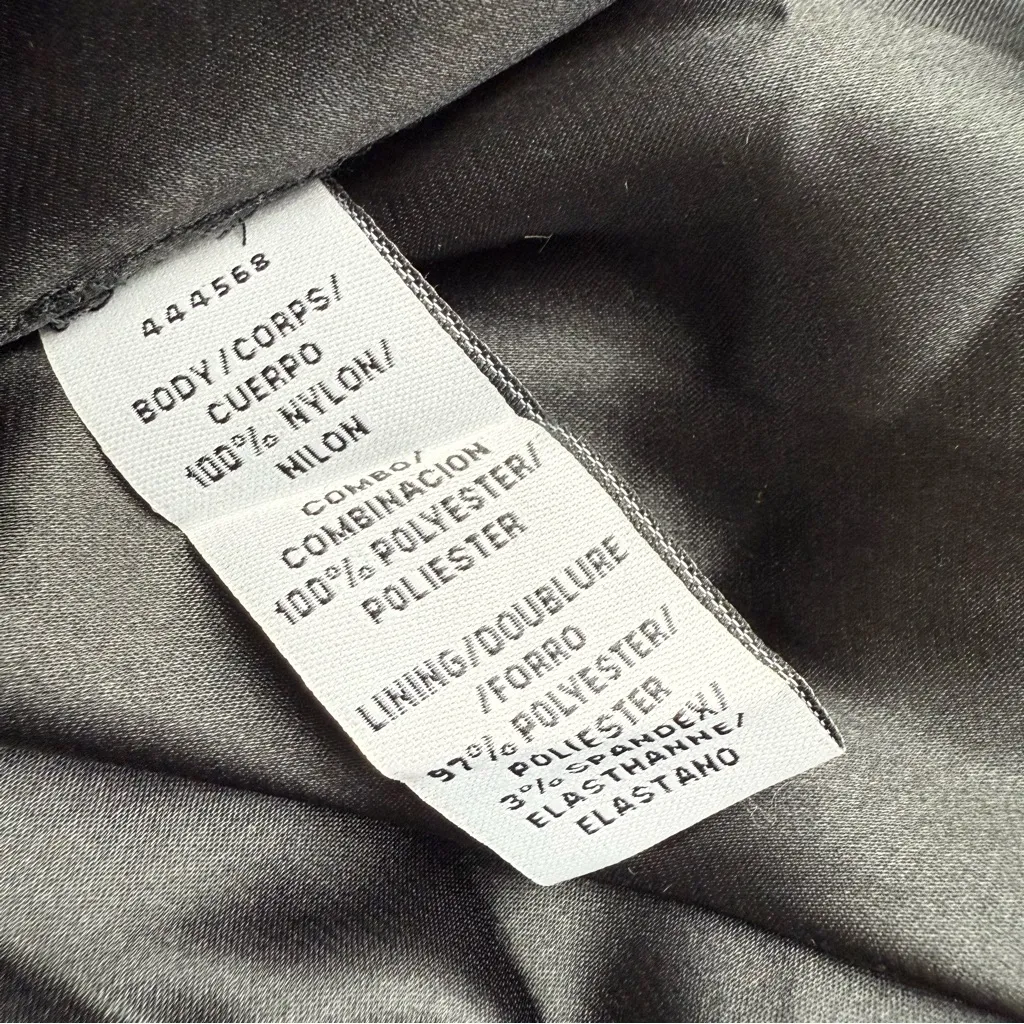 444568
BODY/CORPS/
CUERPO
100% NYLON/
NILON
COMBO/
COMBINACION
100% POLYESTER/
POLIESTER
LINING/DOUBLURE
/FORRO
97% POLYESTER/
POLIESTER
3% SPANDEX/
ELASTHANNE/
ELASTANO